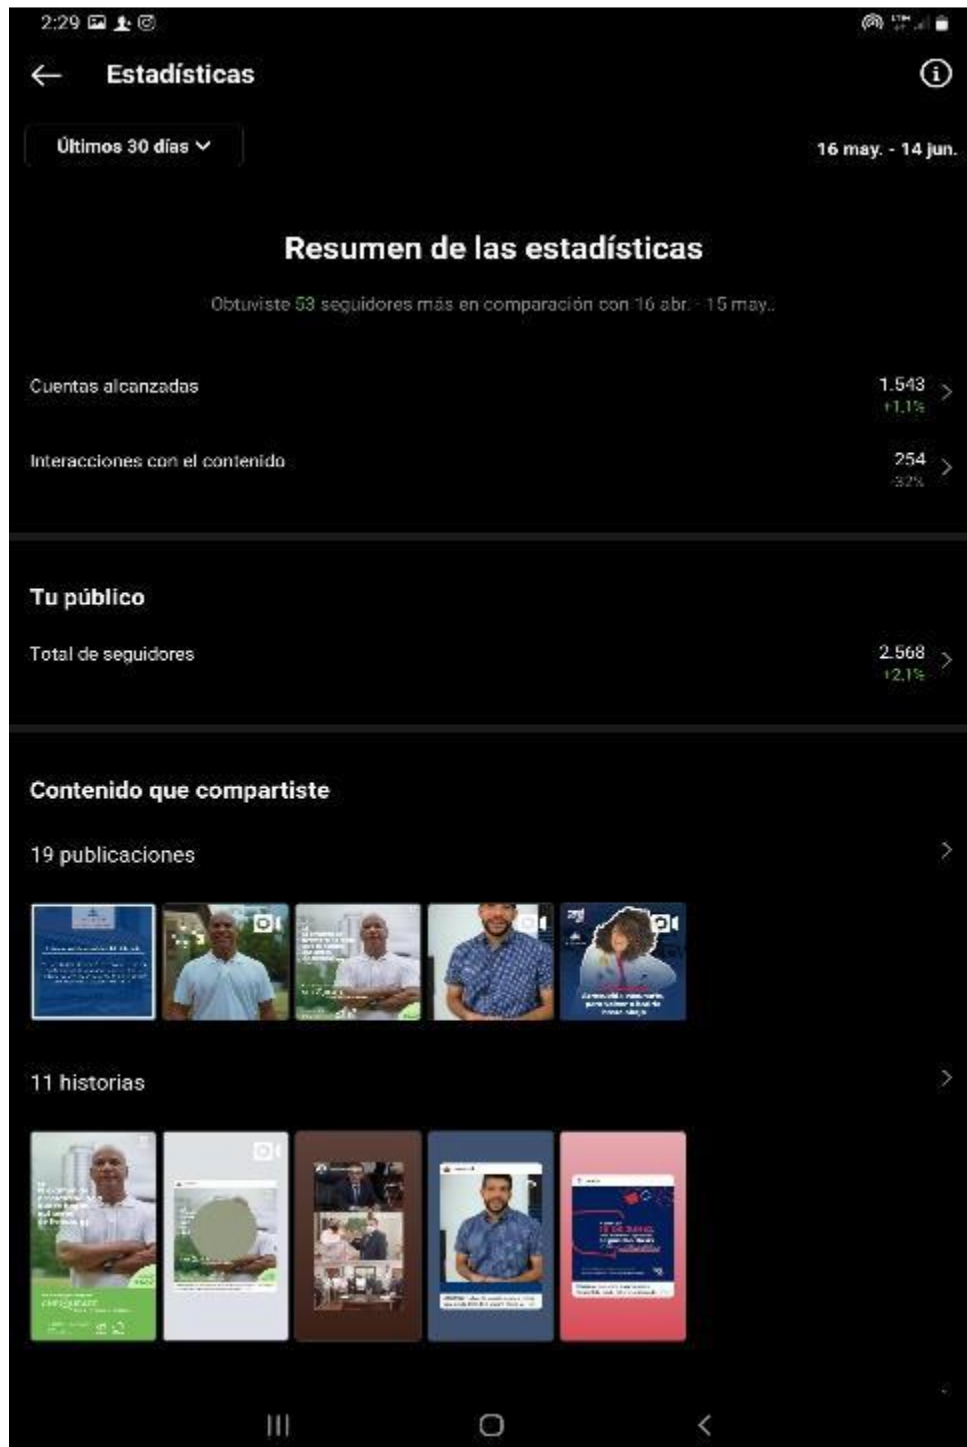 2:29
Estadísticas
Últimos 30 días
16 may. - 14 jun.
Resumen de las estadísticas
Obtuviste 53 seguidores más en comparación con 16 abr. - 15 may..
Cuentas alcanzadas
1.543
+1,1%
Interacciones con el contenido
254
-32%
Tu público
Total de seguidores
2.568
+2,1%
Contenido que compartiste
19 publicaciones
11 historias